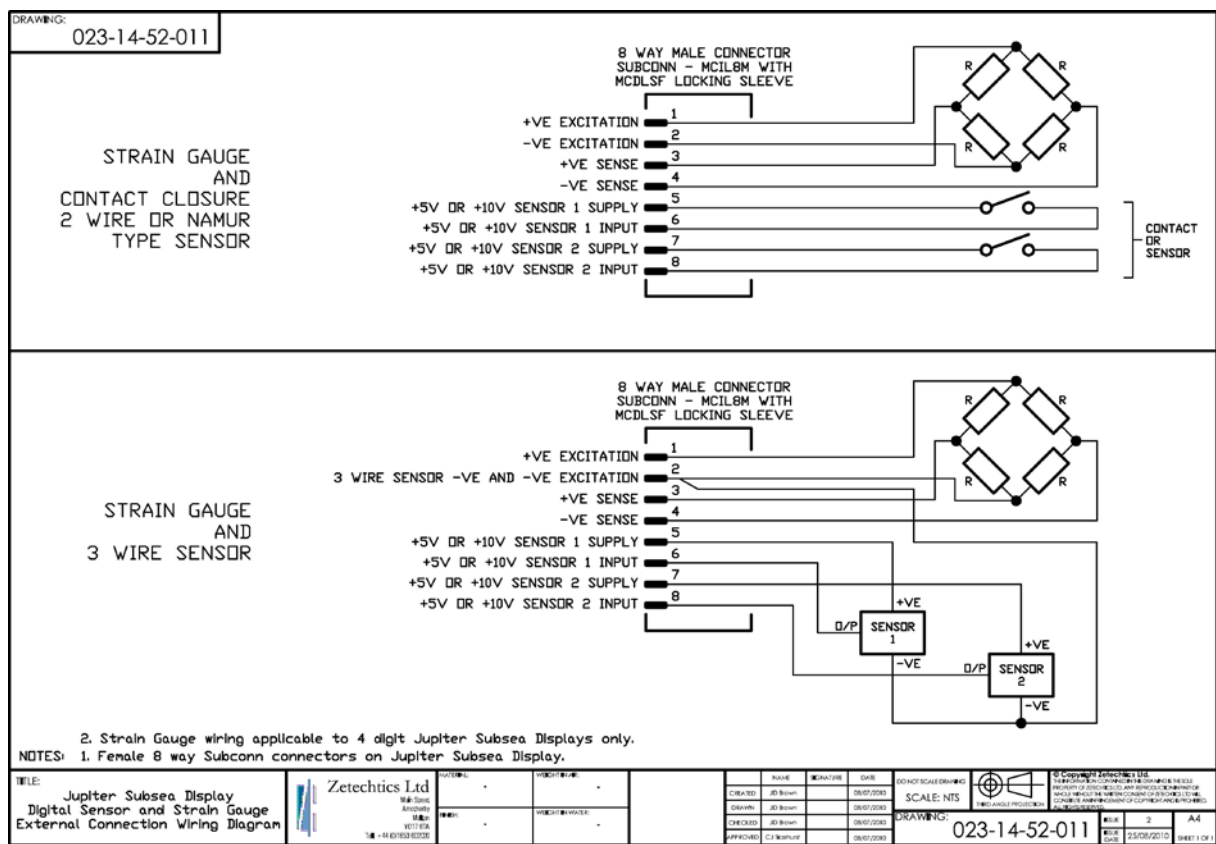 DRAWING:
023-14-52-011
8 WAY MALE CONNECTOR
SUBCONN - MCIL8M WITH
MCDLSF LOCKING SLEEVE
STRAIN GAUGE
AND
CONTACT CLOSURE
2 WIRE OR NAMUR
TYPE SENSOR
+VE EXCITATION 1
-VE EXCITATION 2
+VE SENSE 3
-VE SENSE 4
+5V OR +10V SENSOR 1 SUPPLY 5
+5V OR +10V SENSOR 1 INPUT 6
+5V OR +10V SENSOR 2 SUPPLY 7
+5V OR +10V SENSOR 2 INPUT 8
R R
R R
CONTACT
OR
SENSOR
8 WAY MALE CONNECTOR
SUBCONN - MCIL8M WITH
MCDLSF LOCKING SLEEVE
STRAIN GAUGE
AND
3 WIRE SENSOR
+VE EXCITATION 1
3 WIRE SENSOR -VE AND -VE EXCITATION 2
+VE SENSE 3
-VE SENSE 4
+5V OR +10V SENSOR 1 SUPPLY 5
+5V OR +10V SENSOR 1 INPUT 6
+5V OR +10V SENSOR 2 SUPPLY 7
+5V OR +10V SENSOR 2 INPUT 8
R R
R R
+VE
O/P SENSOR
1
-VE
+VE
O/P SENSOR
2
-VE
2. Strain Gauge wiring applicable to 4 digit Jupiter Subsea Displays only.
NOTES: 1. Female 8 way Subconn connectors on Jupiter Subsea Display.
TITLE:
Jupiter Subsea Display
Digital Sensor and Strain Gauge
External Connection Wiring Diagram
Zetechtics Ltd
Main Street
Amotherby
Malton
YO17 6TA
MATERIAL:
-
FINISH:
-
WEIGHT IN AIR:
-
WEIGHT IN WATER:
-
NAME SIGNATURE DATE
CREATED JD Brown
DRAWN JD Brown
CHECKED JD Brown
APPROVED
DO NOT SCALE DRAWING
SCALE: NTS
THIRD ANGLE PROJECTION
© Copyright Zetechtics Ltd.
DRAWING:
023-14-52-011
ISSUE 2
ISSUE DATE 25/08/2010
A4
SHEET 1 OF 1